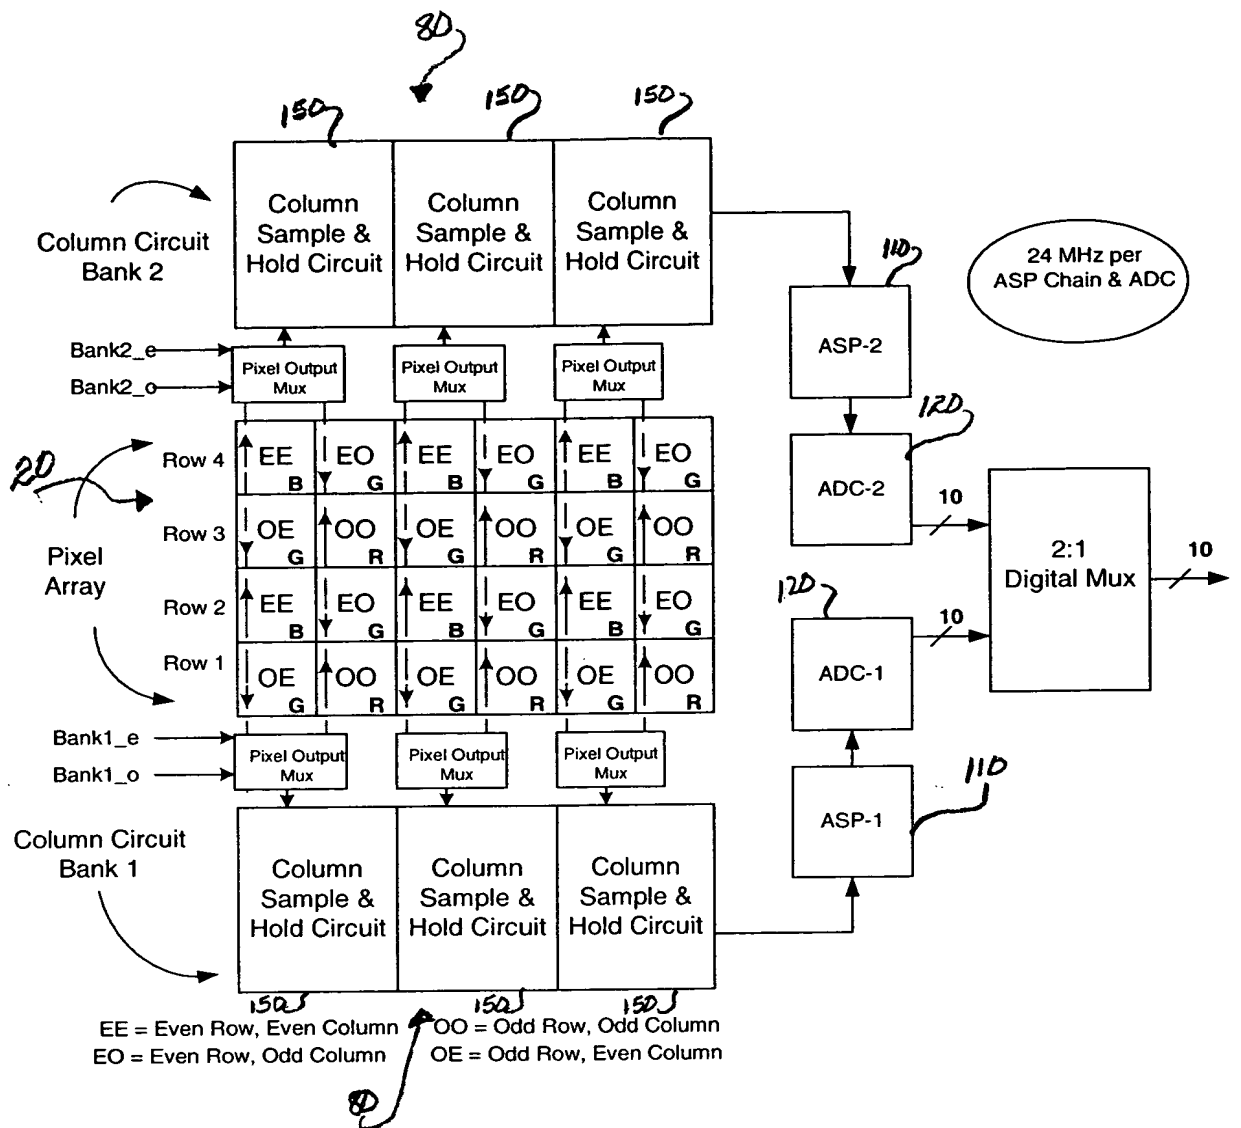 80
150 150 150
Column Circuit
Bank 2
Column
Sample &
Hold Circuit
Column
Sample &
Hold Circuit
Column
Sample &
Hold Circuit
110
24 MHz per
ASP Chain & ADC
ASP-2
Bank2_e
Bank2_o
Pixel Output
Mux
Pixel Output
Mux
Pixel Output
Mux
120
ADC-2
20
Row 4 EE B EO G EE B EO G EE B EO G
Row 3 OE G OO R OE G OO R OE G OO R
Row 2 EE B EO G EE B EO G EE B EO G
Row 1 OE G OO R OE G OO R OE G OO R
Pixel
Array
10
2:1
Digital Mux
10
120
10
ADC-1
Bank1_e
Bank1_o
Pixel Output
Mux
Pixel Output
Mux
Pixel Output
Mux
110
ASP-1
Column Circuit
Bank 1
Column
Sample &
Hold Circuit
Column
Sample &
Hold Circuit
Column
Sample &
Hold Circuit
150 150 150
EE = Even Row, Even Column OO = Odd Row, Odd Column
EO = Even Row, Odd Column OE = Odd Row, Even Column
80